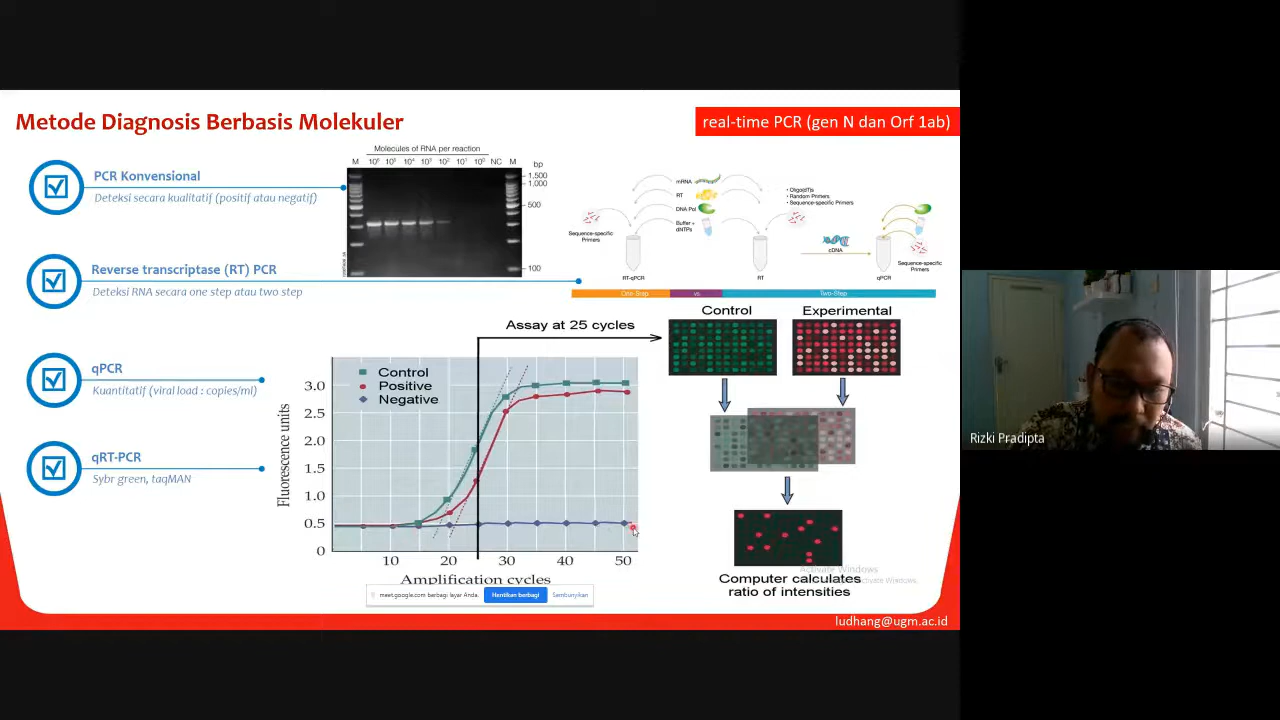 Metode Diagnosis Berbasis Molekuler
real-time PCR (gen N dan Orf 1ab)
PCR Konvensional
Deteksi secara kualitatif (positif atau negatif)
Reverse transcriptase (RT) PCR
Deteksi RNA secara one step atau two step
qPCR
Kuantitatif (viral load : copies/ml)
qRT-PCR
Sybr green, taqMAN
Molecules of RNA per reaction
M 10⁶ 10⁵ 10⁴ 10³ 10² 10¹ 10⁰ NC M bp
1,500
1,000
500
100
mRNA
RT
DNA Pol
Buffer +
dNTPs
Sequence-specific
Primers
• Oligo(dT)s
• Random Primers
• Sequence-specific Primers
cDNA
Sequence-specific
Primers
RT-qPCR
RT
qPCR
One-Step
vs
Two-Step
Assay at 25 cycles
Control
Positive
Negative
Fluorescence units
3.0
2.5
2.0
1.5
1.0
0.5
0
10 20 30 40 50
Amplification cycles
Control
Experimental
Computer calculates
ratio of intensities
Activate Windows
meet.google.com berbagi layar Anda.
Hentikan berbagi
Sembunyikan
ludhang@ugm.ac.id
Rizki Pradipta